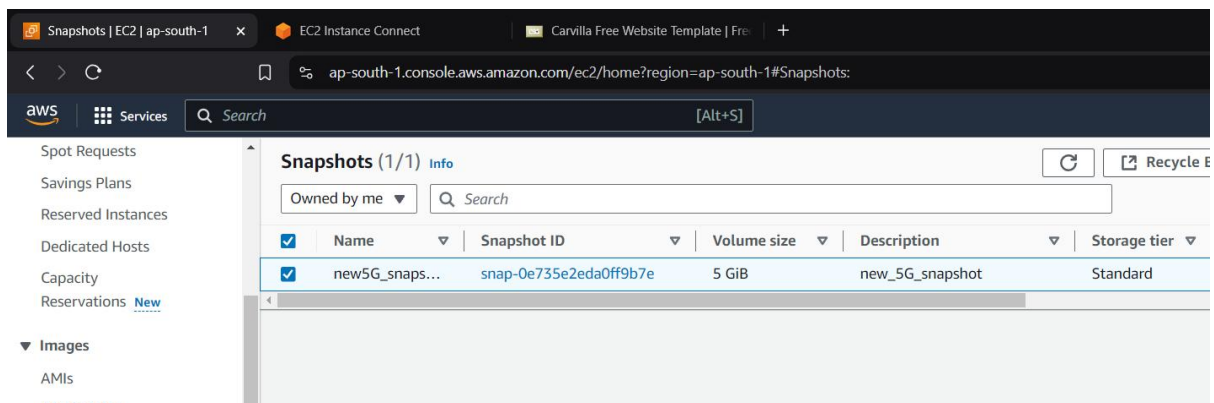 Snapshots | EC2 | ap-south-1 × EC2 Instance Connect Carvilla Free Website Template | Fre +
ap-south-1.console.aws.amazon.com/ec2/home?region=ap-south-1#Snapshots:
aws Services Search [Alt+S]
Spot Requests
Savings Plans
Reserved Instances
Dedicated Hosts
Capacity
Reservations New
Images
AMIs
Snapshots (1/1) Info Recycle B
Owned by me Search
Name Snapshot ID Volume size Description Storage tier
new5G_snaps... snap-0e735e2eda0ff9b7e 5 GiB new_5G_snapshot Standard